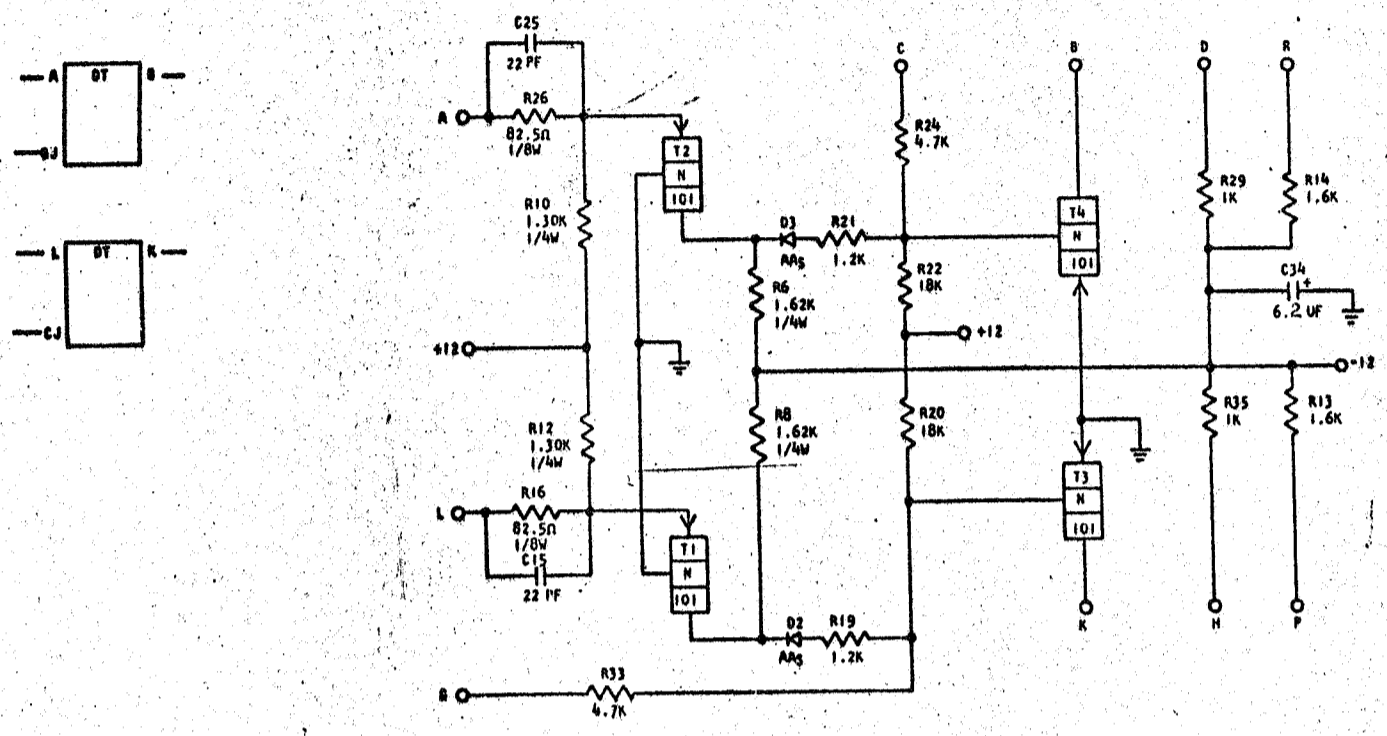 A DT B
L DT K
CJ
C25
22 PF
R26
82.5Ω
1/8W
A
T2
N
101
R10
1.30K
1/4W
+12
R12
1.30K
1/4W
L
R16
82.5Ω
1/8W
C15
22 PF
T1
N
101
R33
4.7K
C
R24
4.7K
D3
AAS
R21
1.2K
R6
1.62K
1/4W
R22
18K
+12
R8
1.62K
1/4W
R20
18K
D2
AAS
R19
1.2K
B
T4
N
101
T3
N
101
K
D
R
R29
1K
R14
1.6K
C34
+
6.2 UF
-12
R35
1K
R13
1.6K
P